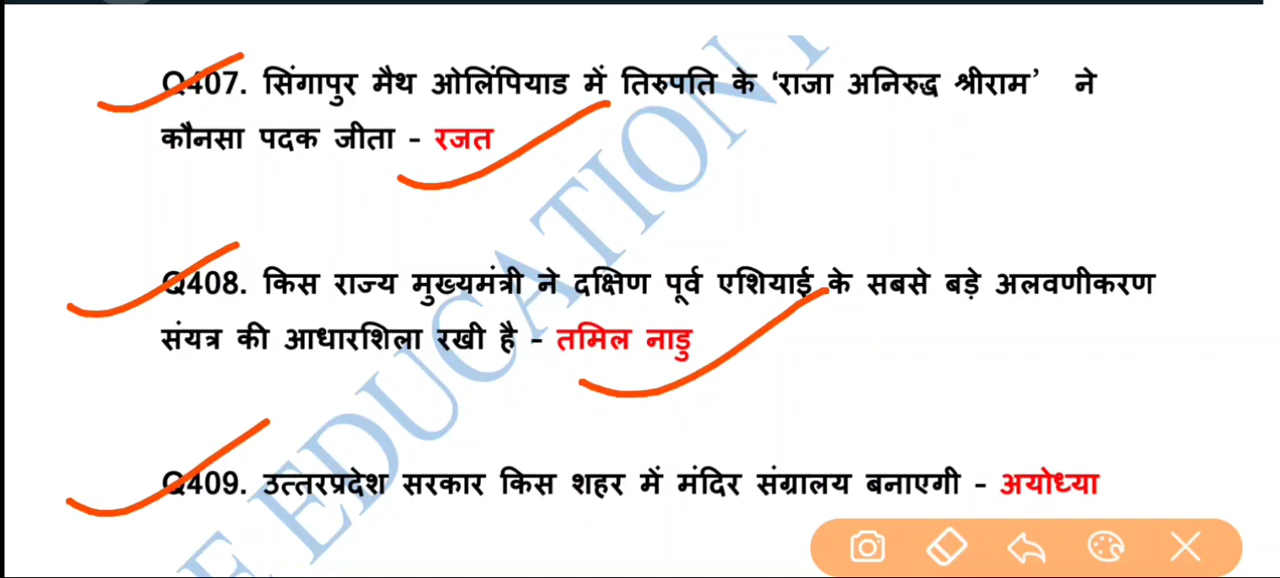 Q407. सिंगापुर मैथ ओलिंपियाड में तिरुपति के ‘राजा अनिरुद्ध श्रीराम’ ने
कौनसा पदक जीता - रजत
Q408. किस राज्य मुख्यमंत्री ने दक्षिण पूर्व एशियाई के सबसे बड़े अलवणीकरण
संयत्र की आधारशिला रखी है - तमिल नाडु
Q409. उत्तरप्रदेश सरकार किस शहर में मंदिर संग्रालय बनाएगी - अयोध्या
EDUCATION